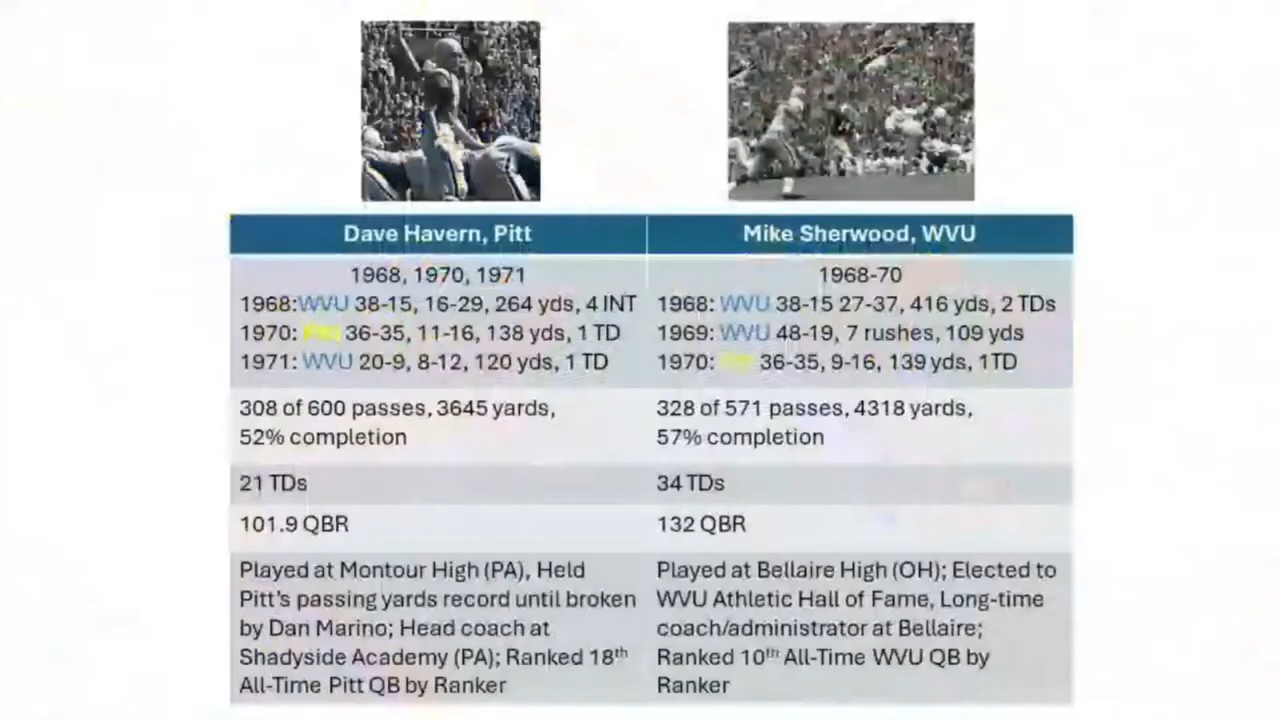 Dave Havern, Pitt
1968, 1970, 1971
1968:WVU 38-15, 16-29, 264 yds, 4 INT
1970: 36-35, 11-16, 138 yds, 1 TD
1971: WVU 20-9, 8-12, 120 yds, 1 TD
308 of 600 passes, 3645 yards,
52% completion
21 TDs
101.9 QBR
Played at Montour High (PA), Held
Pitt's passing yards record until broken
by Dan Marino; Head coach at
Shadyside Academy (PA); Ranked 18th
All-Time Pitt QB by Ranker
Mike Sherwood, WVU
1968-70
1968: WVU 38-15 27-37, 416 yds, 2 TDs
1969: WVU 48-19, 7 rushes, 109 yds
1970: 36-35, 9-16, 139 yds, 1TD
328 of 571 passes, 4318 yards,
57% completion
34 TDs
132 QBR
Played at Bellaire High (OH); Elected to
WVU Athletic Hall of Fame, Long-time
coach/administrator at Bellaire;
Ranked 10th All-Time WVU QB by
Ranker